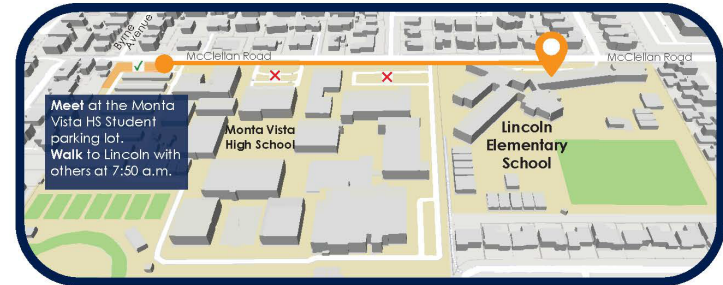 Byrne
Avenue
McClellan Road
McClellan Road
Meet at the Monta
Vista HS Student
parking lot.
Walk to Lincoln with
others at 7:50 a.m.
Monta Vista
High School
Lincoln
Elementary
School